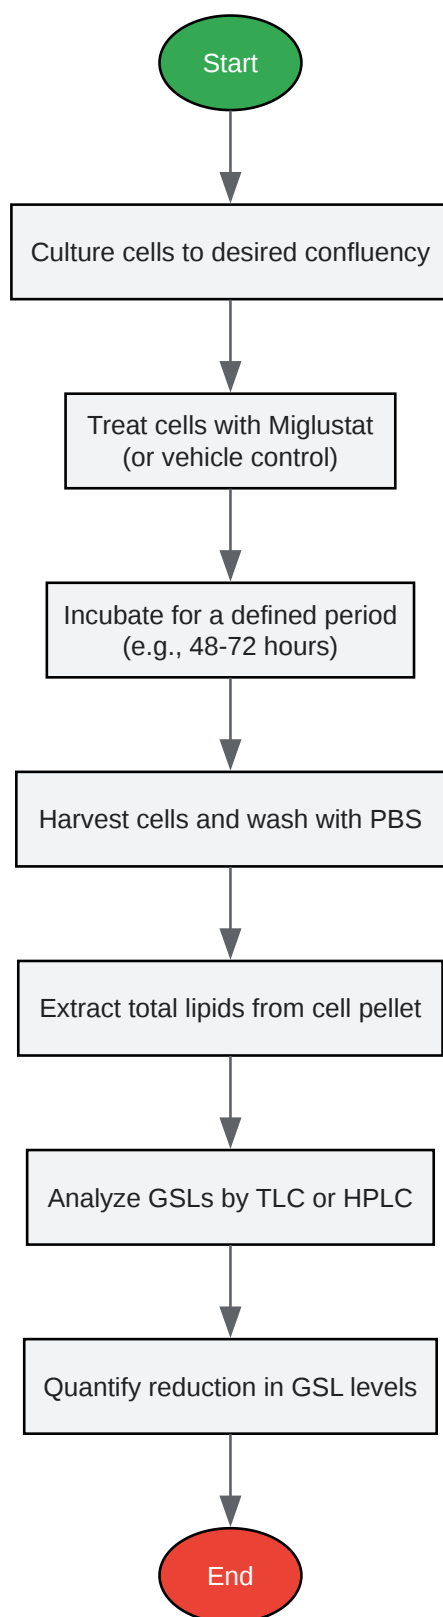 Start
Culture cells to desired confluency
Treat cells with Miglustat
(or vehicle control)
Incubate for a defined period
(e.g., 48-72 hours)
Harvest cells and wash with PBS
Extract total lipids from cell pellet
Analyze GSLs by TLC or HPLC
Quantify reduction in GSL levels
End